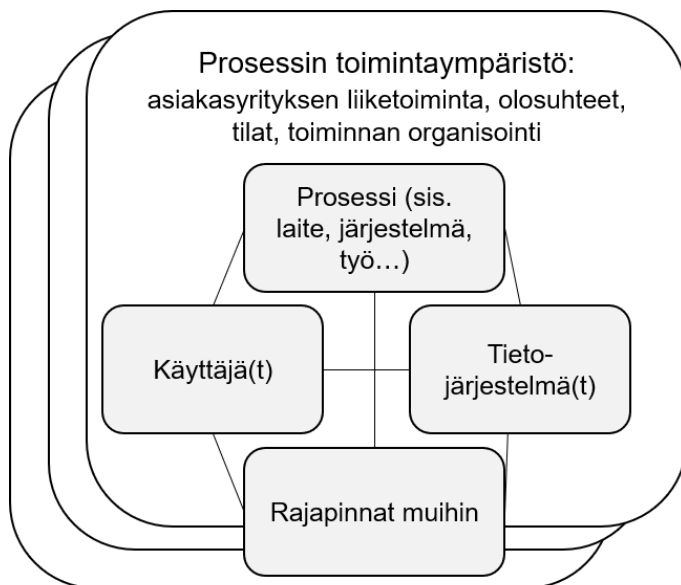 Prosessin toimintaympäristö:
asiakasyrityksen liiketoiminta, olosuhteet,
tilat, toiminnan organisointi
Prosessi (sis.
laite, järjestelmä,
työ…)
Käyttäjä(t)
Tieto-
järjestelmä(t)
Rajapinnat muihin